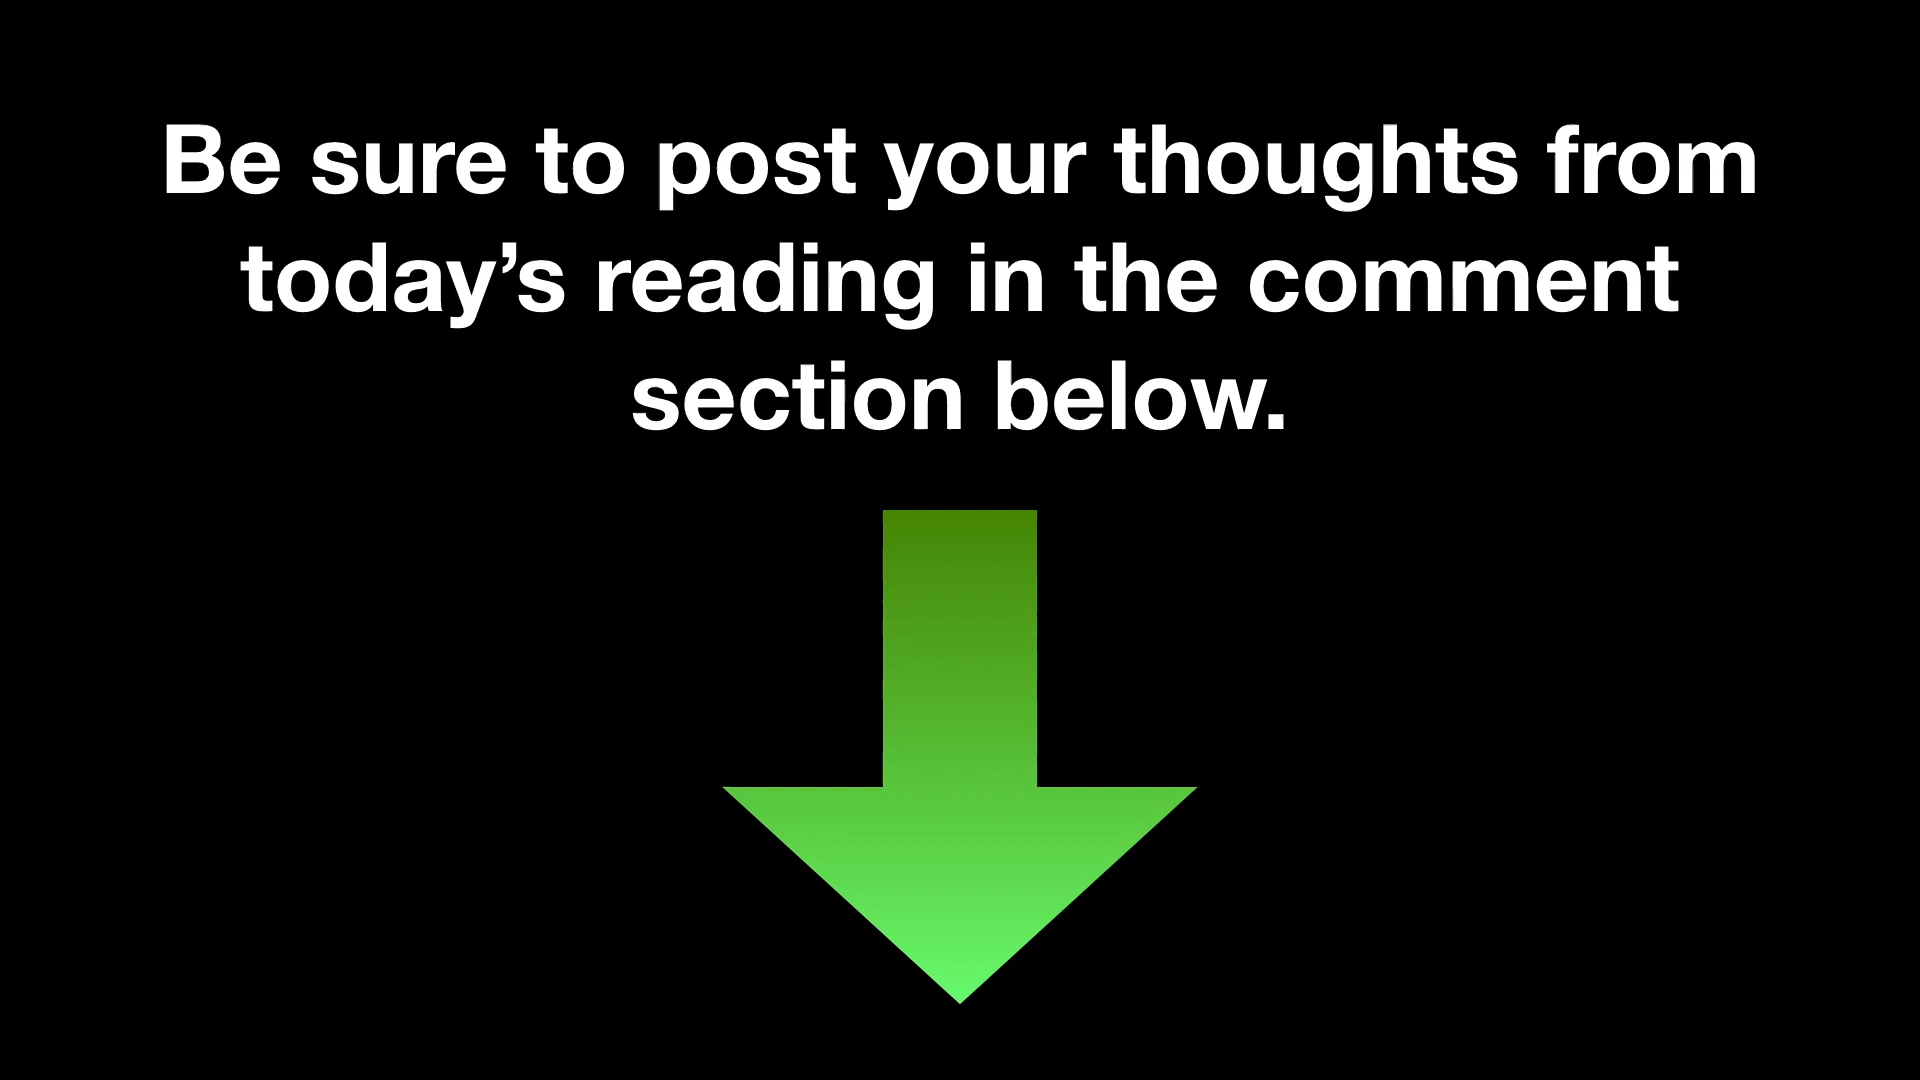 Be sure to post your thoughts from
today’s reading in the comment
section below.